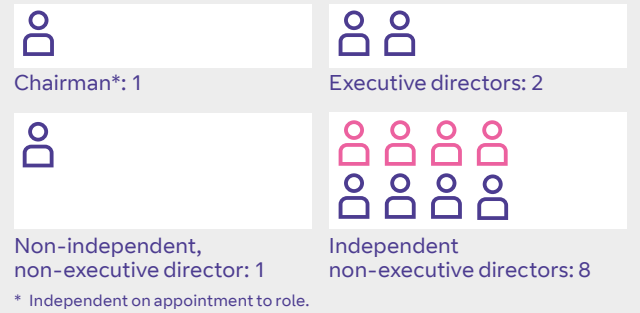 Chairman*: 1
Executive directors: 2
Non-independent,
non-executive director: 1
Independent
non-executive directors: 8
* Independent on appointment to role.